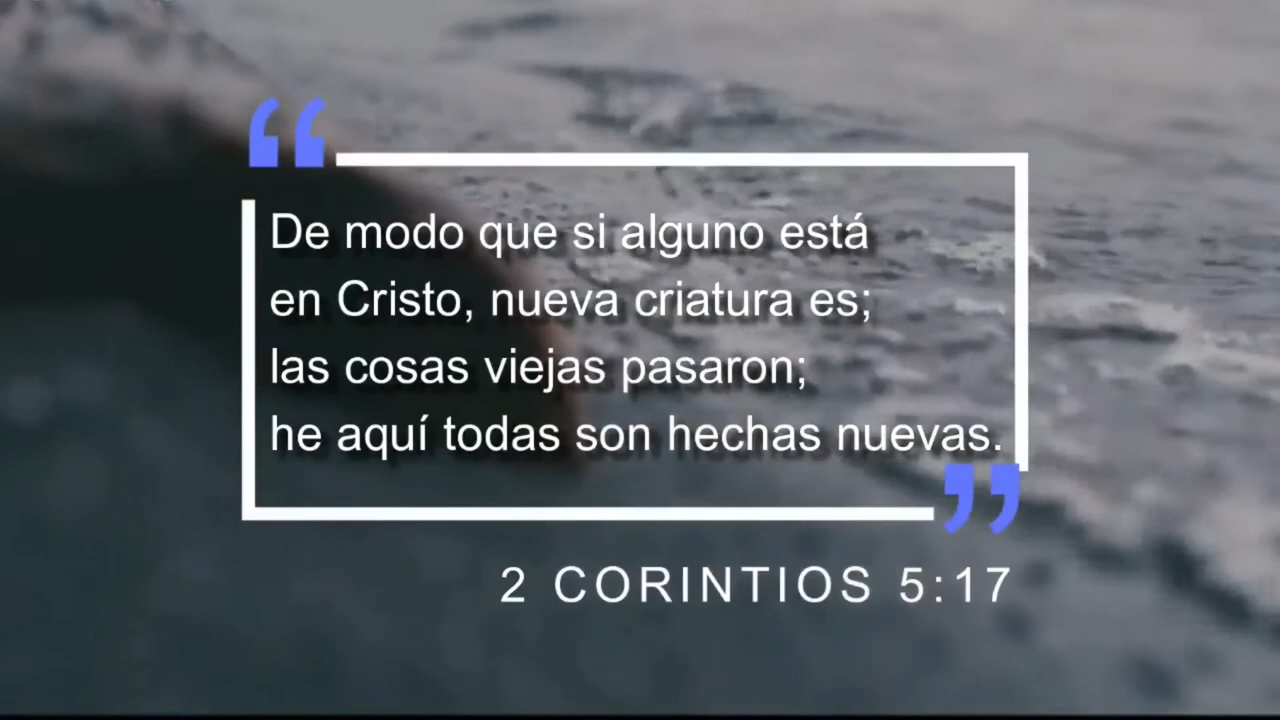 “
De modo que si alguno está
en Cristo, nueva criatura es;
las cosas viejas pasaron;
he aquí todas son hechas nuevas.
”
2 CORINTIOS 5:17